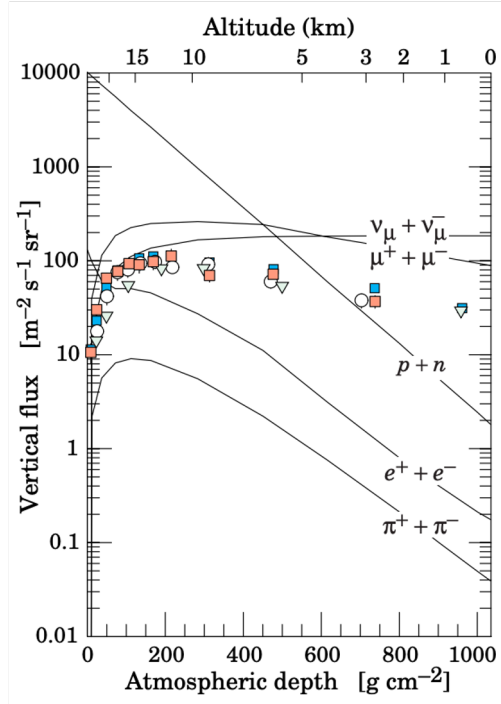 Altitude (km)
15 10 5 3 2 1 0
10000
1000
100
10
1
0.1
0.01
Vertical flux [m⁻² s⁻¹ sr⁻¹]
νμ + ν̄μ
μ⁺ + μ⁻
p + n
e⁺ + e⁻
π⁺ + π⁻
0 200 400 600 800 1000
Atmospheric depth [g cm⁻²]